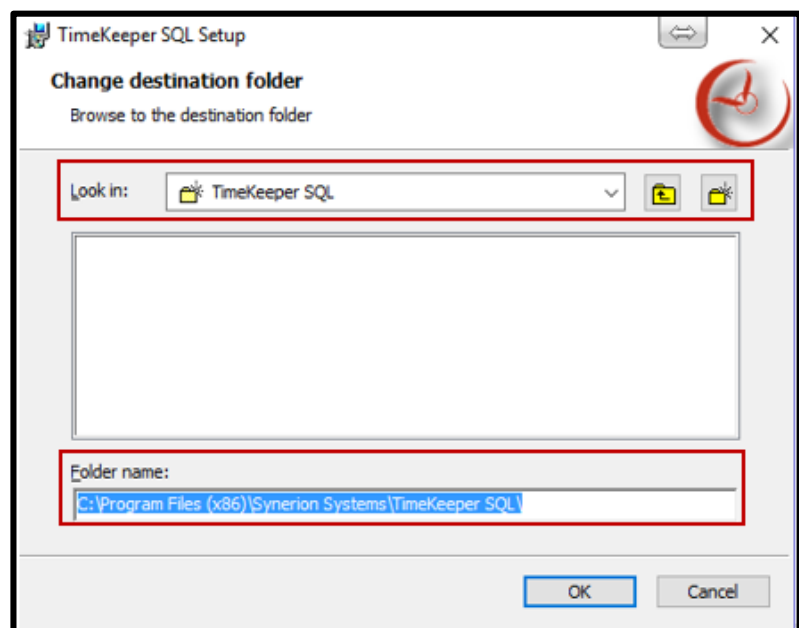 TimeKeeper SQL Setup
Change destination folder
Browse to the destination folder
Look in: TimeKeeper SQL
Folder name:
C:\Program Files (x86)\Synerion Systems\TimeKeeper SQL\
OK Cancel